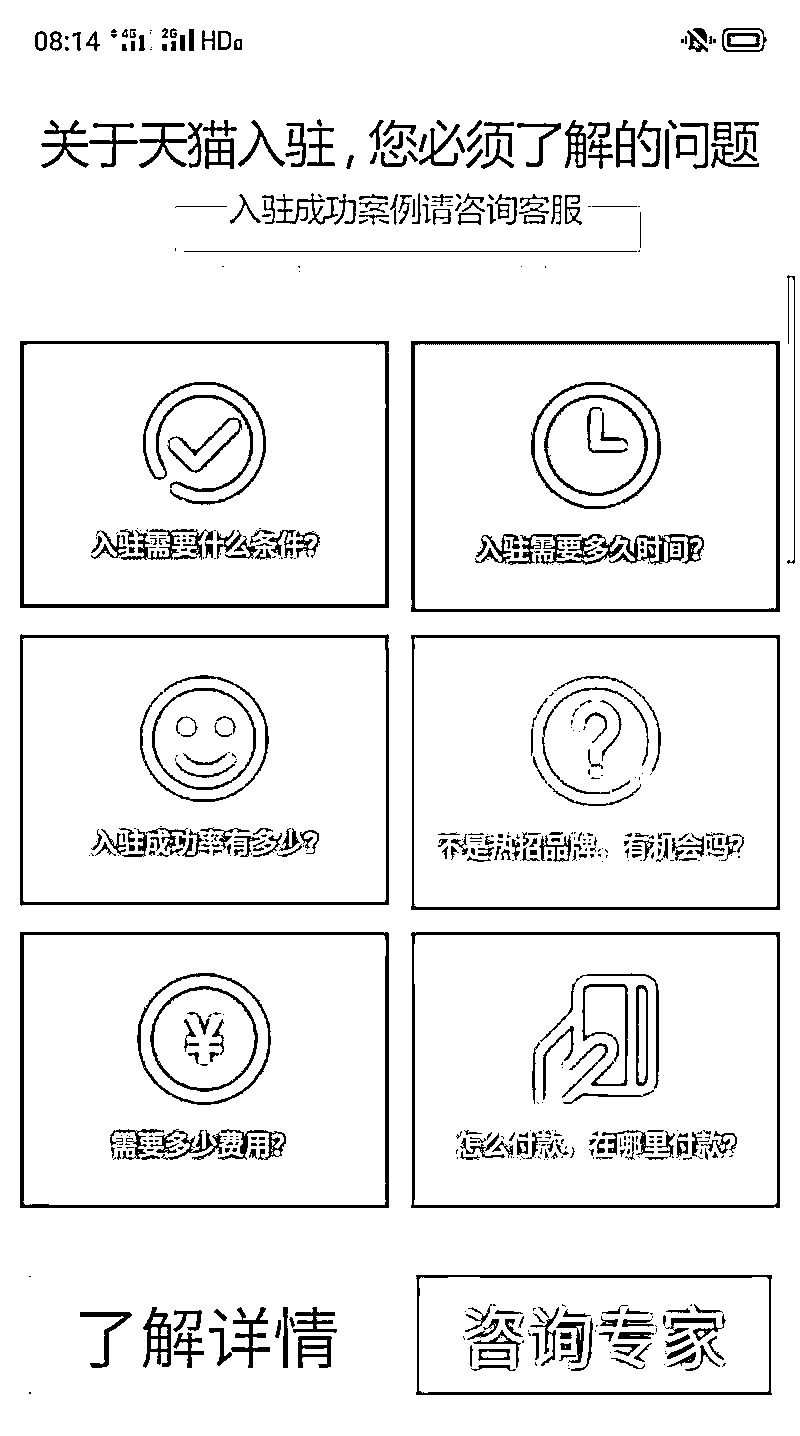 08:14 4G 2G HD
关于天猫入驻,您必须了解的问题
入驻成功案例请咨询客服
入驻需要什么条件?
入驻需要多久时间?
入驻成功率有多少?
不是热招品牌。有机会吗?
¥
需要多少费用?
怎么付款。在哪里付款?
了解详情
咨询专家